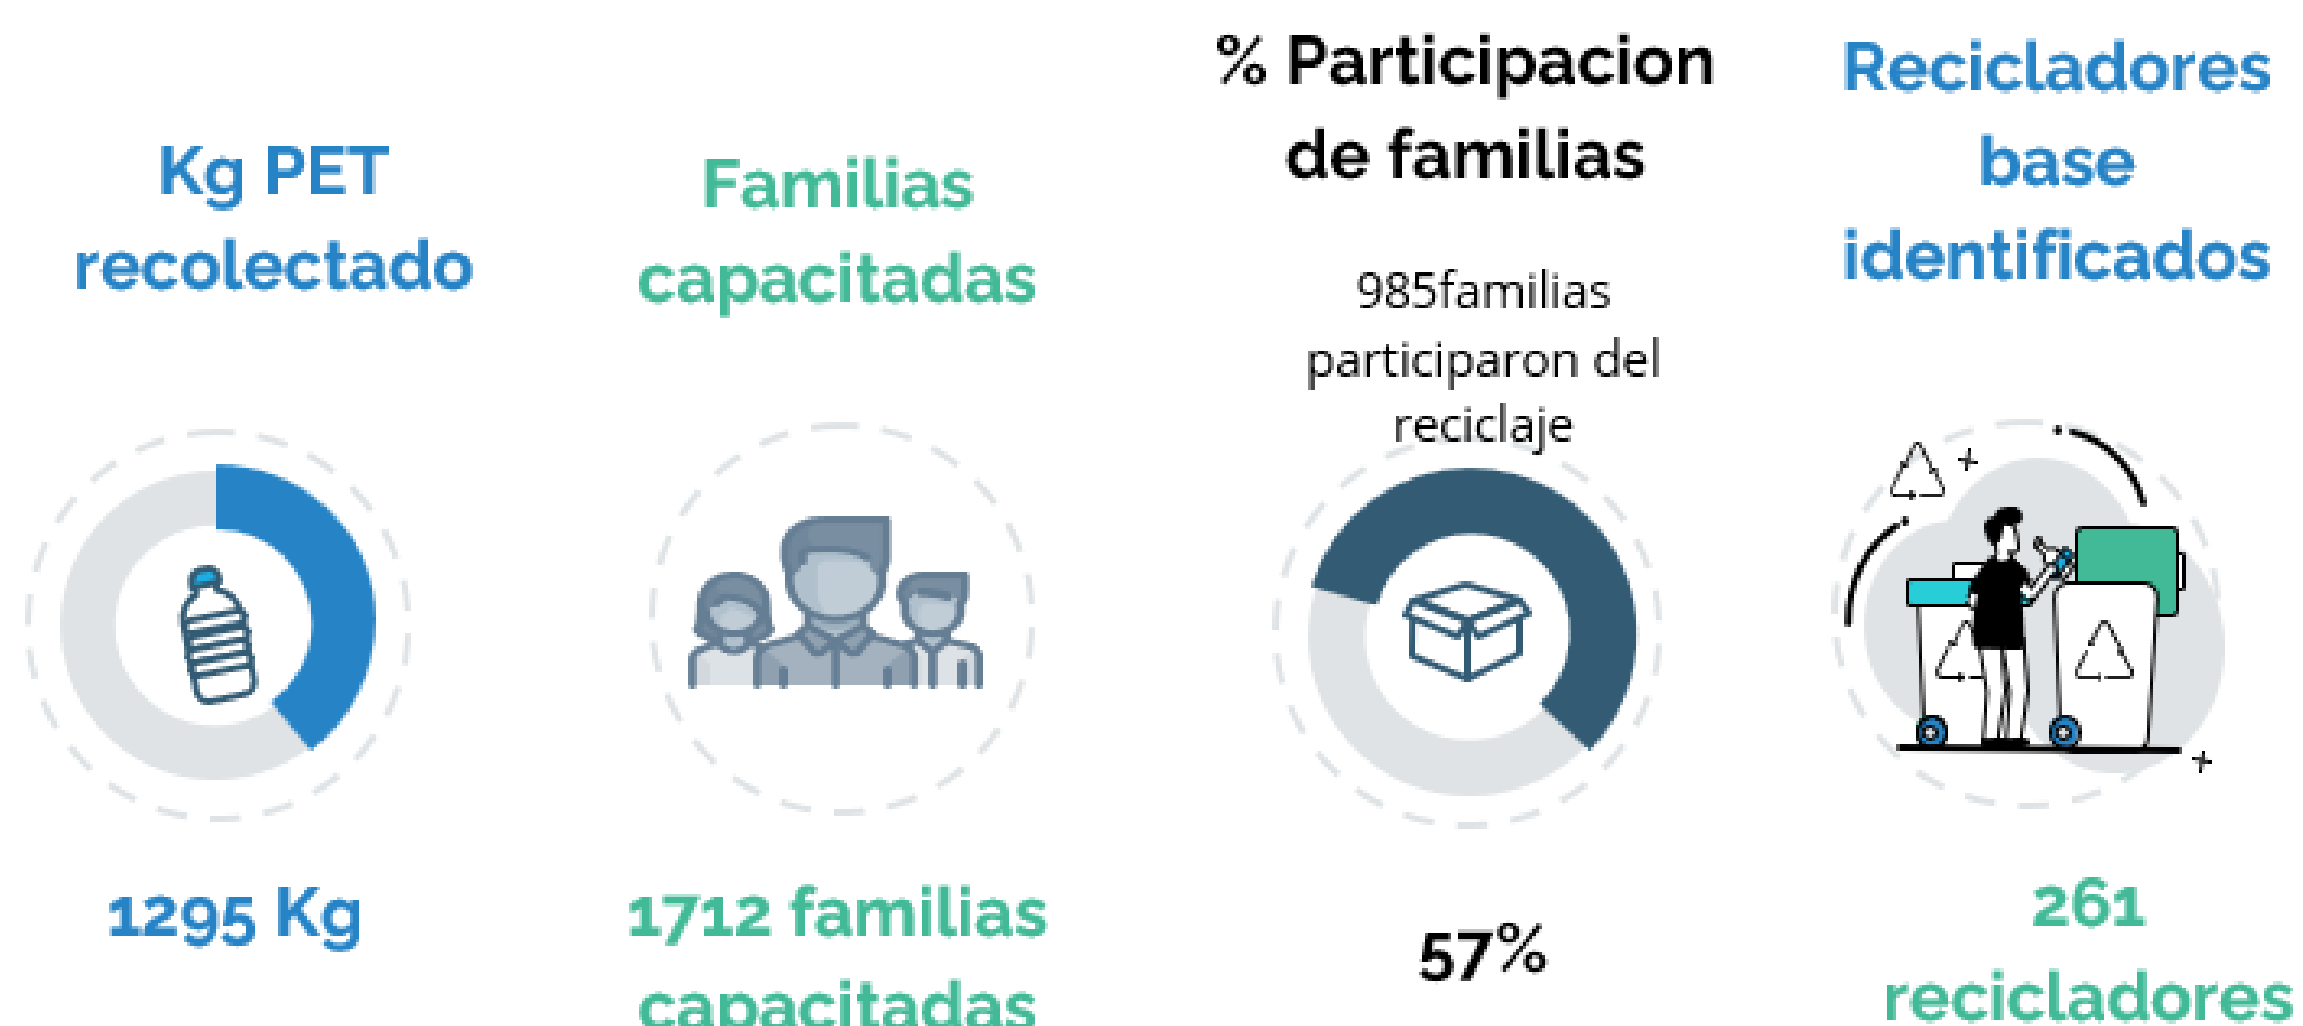 Kg PET
recolectado
1295 Kg
Familias
capacitadas
1712 familias
capacitadas
% Participacion
de familias
985familias
participaron del
reciclaje
57%
Recicladores
base
identificados
261
recicladores